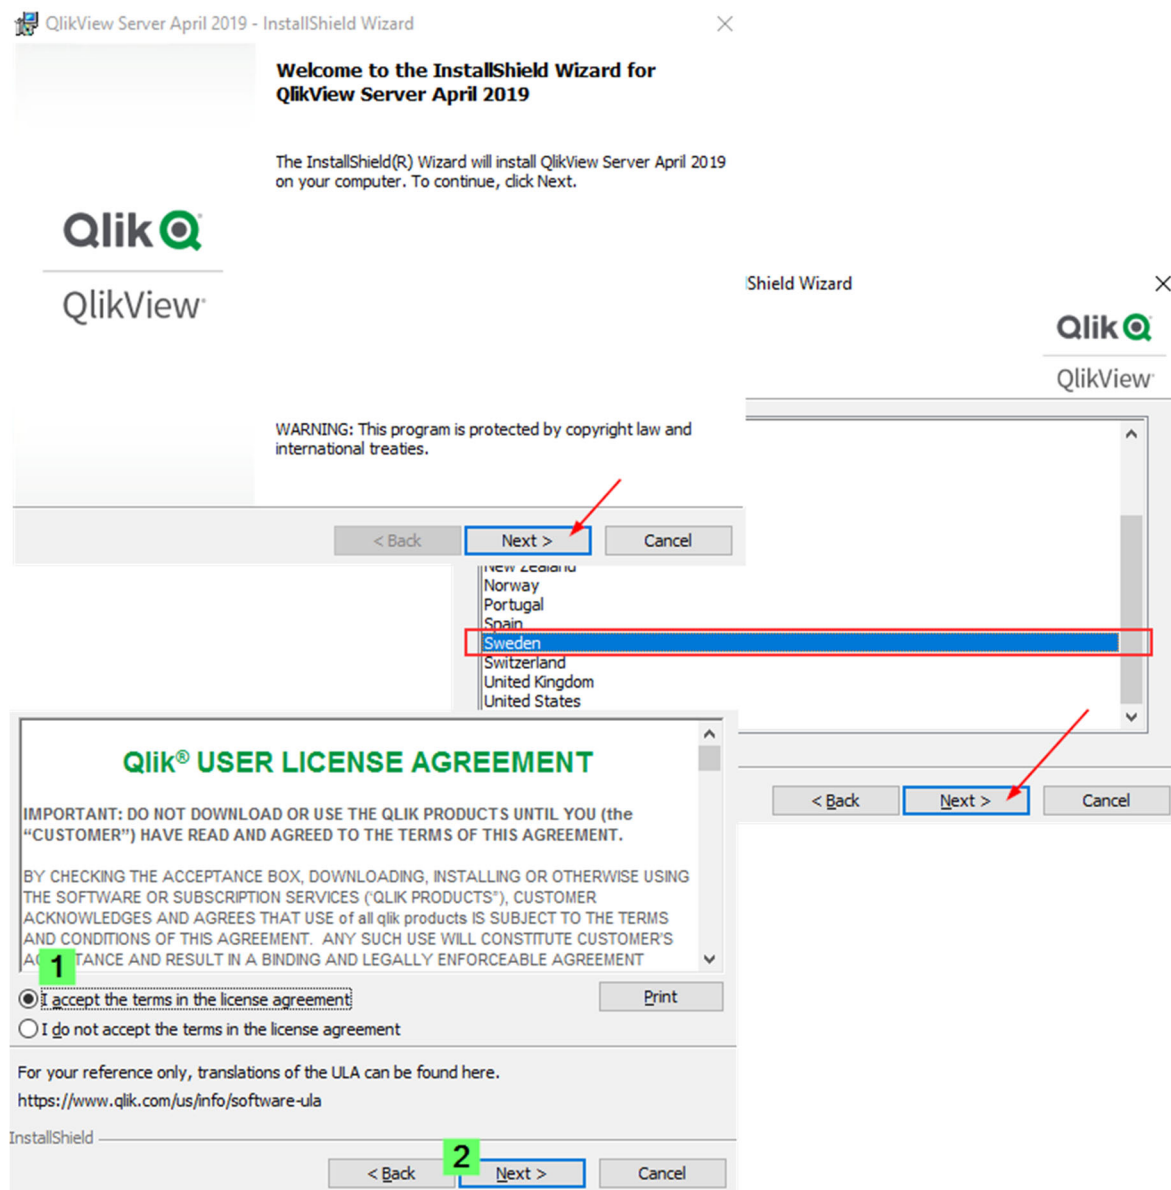 QlikView Server April 2019 - InstallShield Wizard
Welcome to the InstallShield Wizard for
QlikView Server April 2019
The InstallShield(R) Wizard will install QlikView Server April 2019
on your computer. To continue, click Next.
Qlik
QlikView
WARNING: This program is protected by copyright law and
international treaties.
< Back
Next >
Cancel
Shield Wizard
Qlik
QlikView
New Zealand
Norway
Portugal
Spain
Sweden
Switzerland
United Kingdom
United States
< Back
Next >
Cancel
Qlik® USER LICENSE AGREEMENT
IMPORTANT: DO NOT DOWNLOAD OR USE THE QLIK PRODUCTS UNTIL YOU (the
“CUSTOMER”) HAVE READ AND AGREED TO THE TERMS OF THIS AGREEMENT.
BY CHECKING THE ACCEPTANCE BOX, DOWNLOADING, INSTALLING OR OTHERWISE USING
THE SOFTWARE OR SUBSCRIPTION SERVICES (“QLIK PRODUCTS”), CUSTOMER
ACKNOWLEDGES AND AGREES THAT USE of all qlik products IS SUBJECT TO THE TERMS
AND CONDITIONS OF THIS AGREEMENT. ANY SUCH USE WILL CONSTITUTE CUSTOMER'S
TANCE AND RESULT IN A BINDING AND LEGALLY ENFORCEABLE AGREEMENT
1
I accept the terms in the license agreement
Print
I do not accept the terms in the license agreement
For your reference only, translations of the ULA can be found here.
https://www.qlik.com/us/info/software-ula
InstallShield
< Back
2
Next >
Cancel